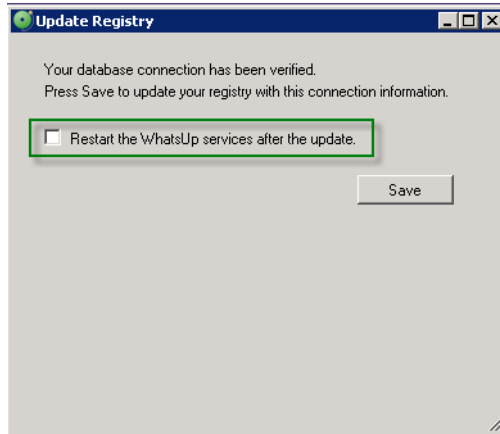 Update Registry
Your database connection has been verified.
Press Save to update your registry with this connection information.
Restart the WhatsUp services after the update.
Save